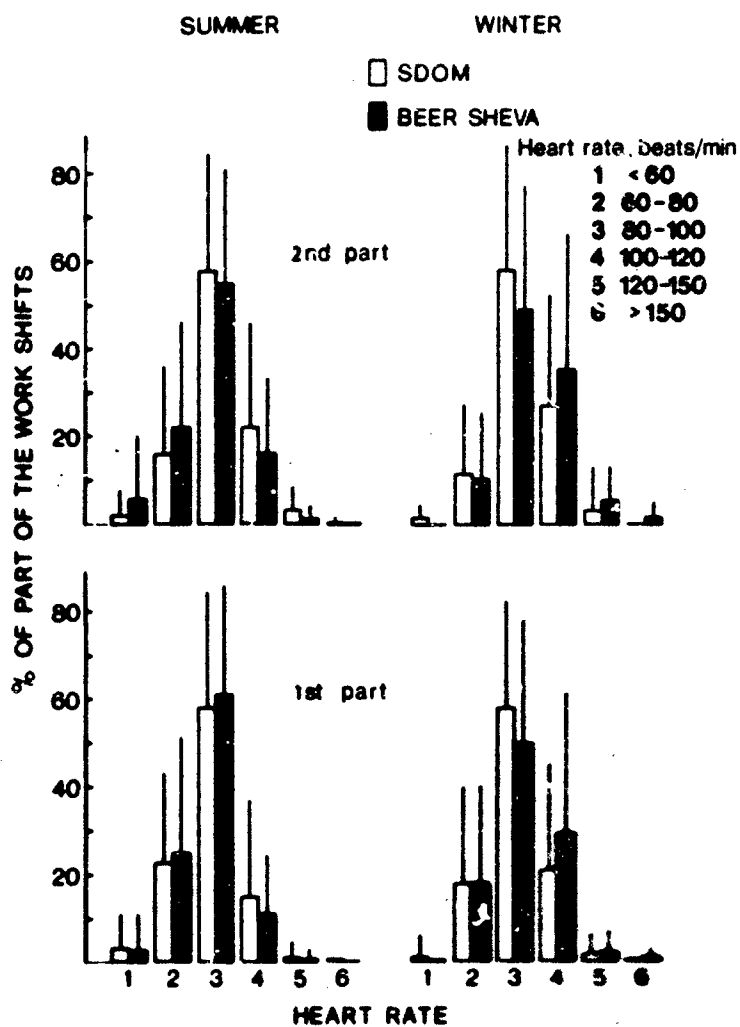 SUMMER WINTER
SDOM
BEER SHEVA
Heart rate, beats/min
1 <60
2 60-80
3 80-100
4 100-120
5 120-150
6 >150
80
60
40
20
2nd part
% OF PART OF THE WORK SHIFTS
80
60
40
20
1st part
1 2 3 4 5 6 1 2 3 4 5 6
HEART RATE